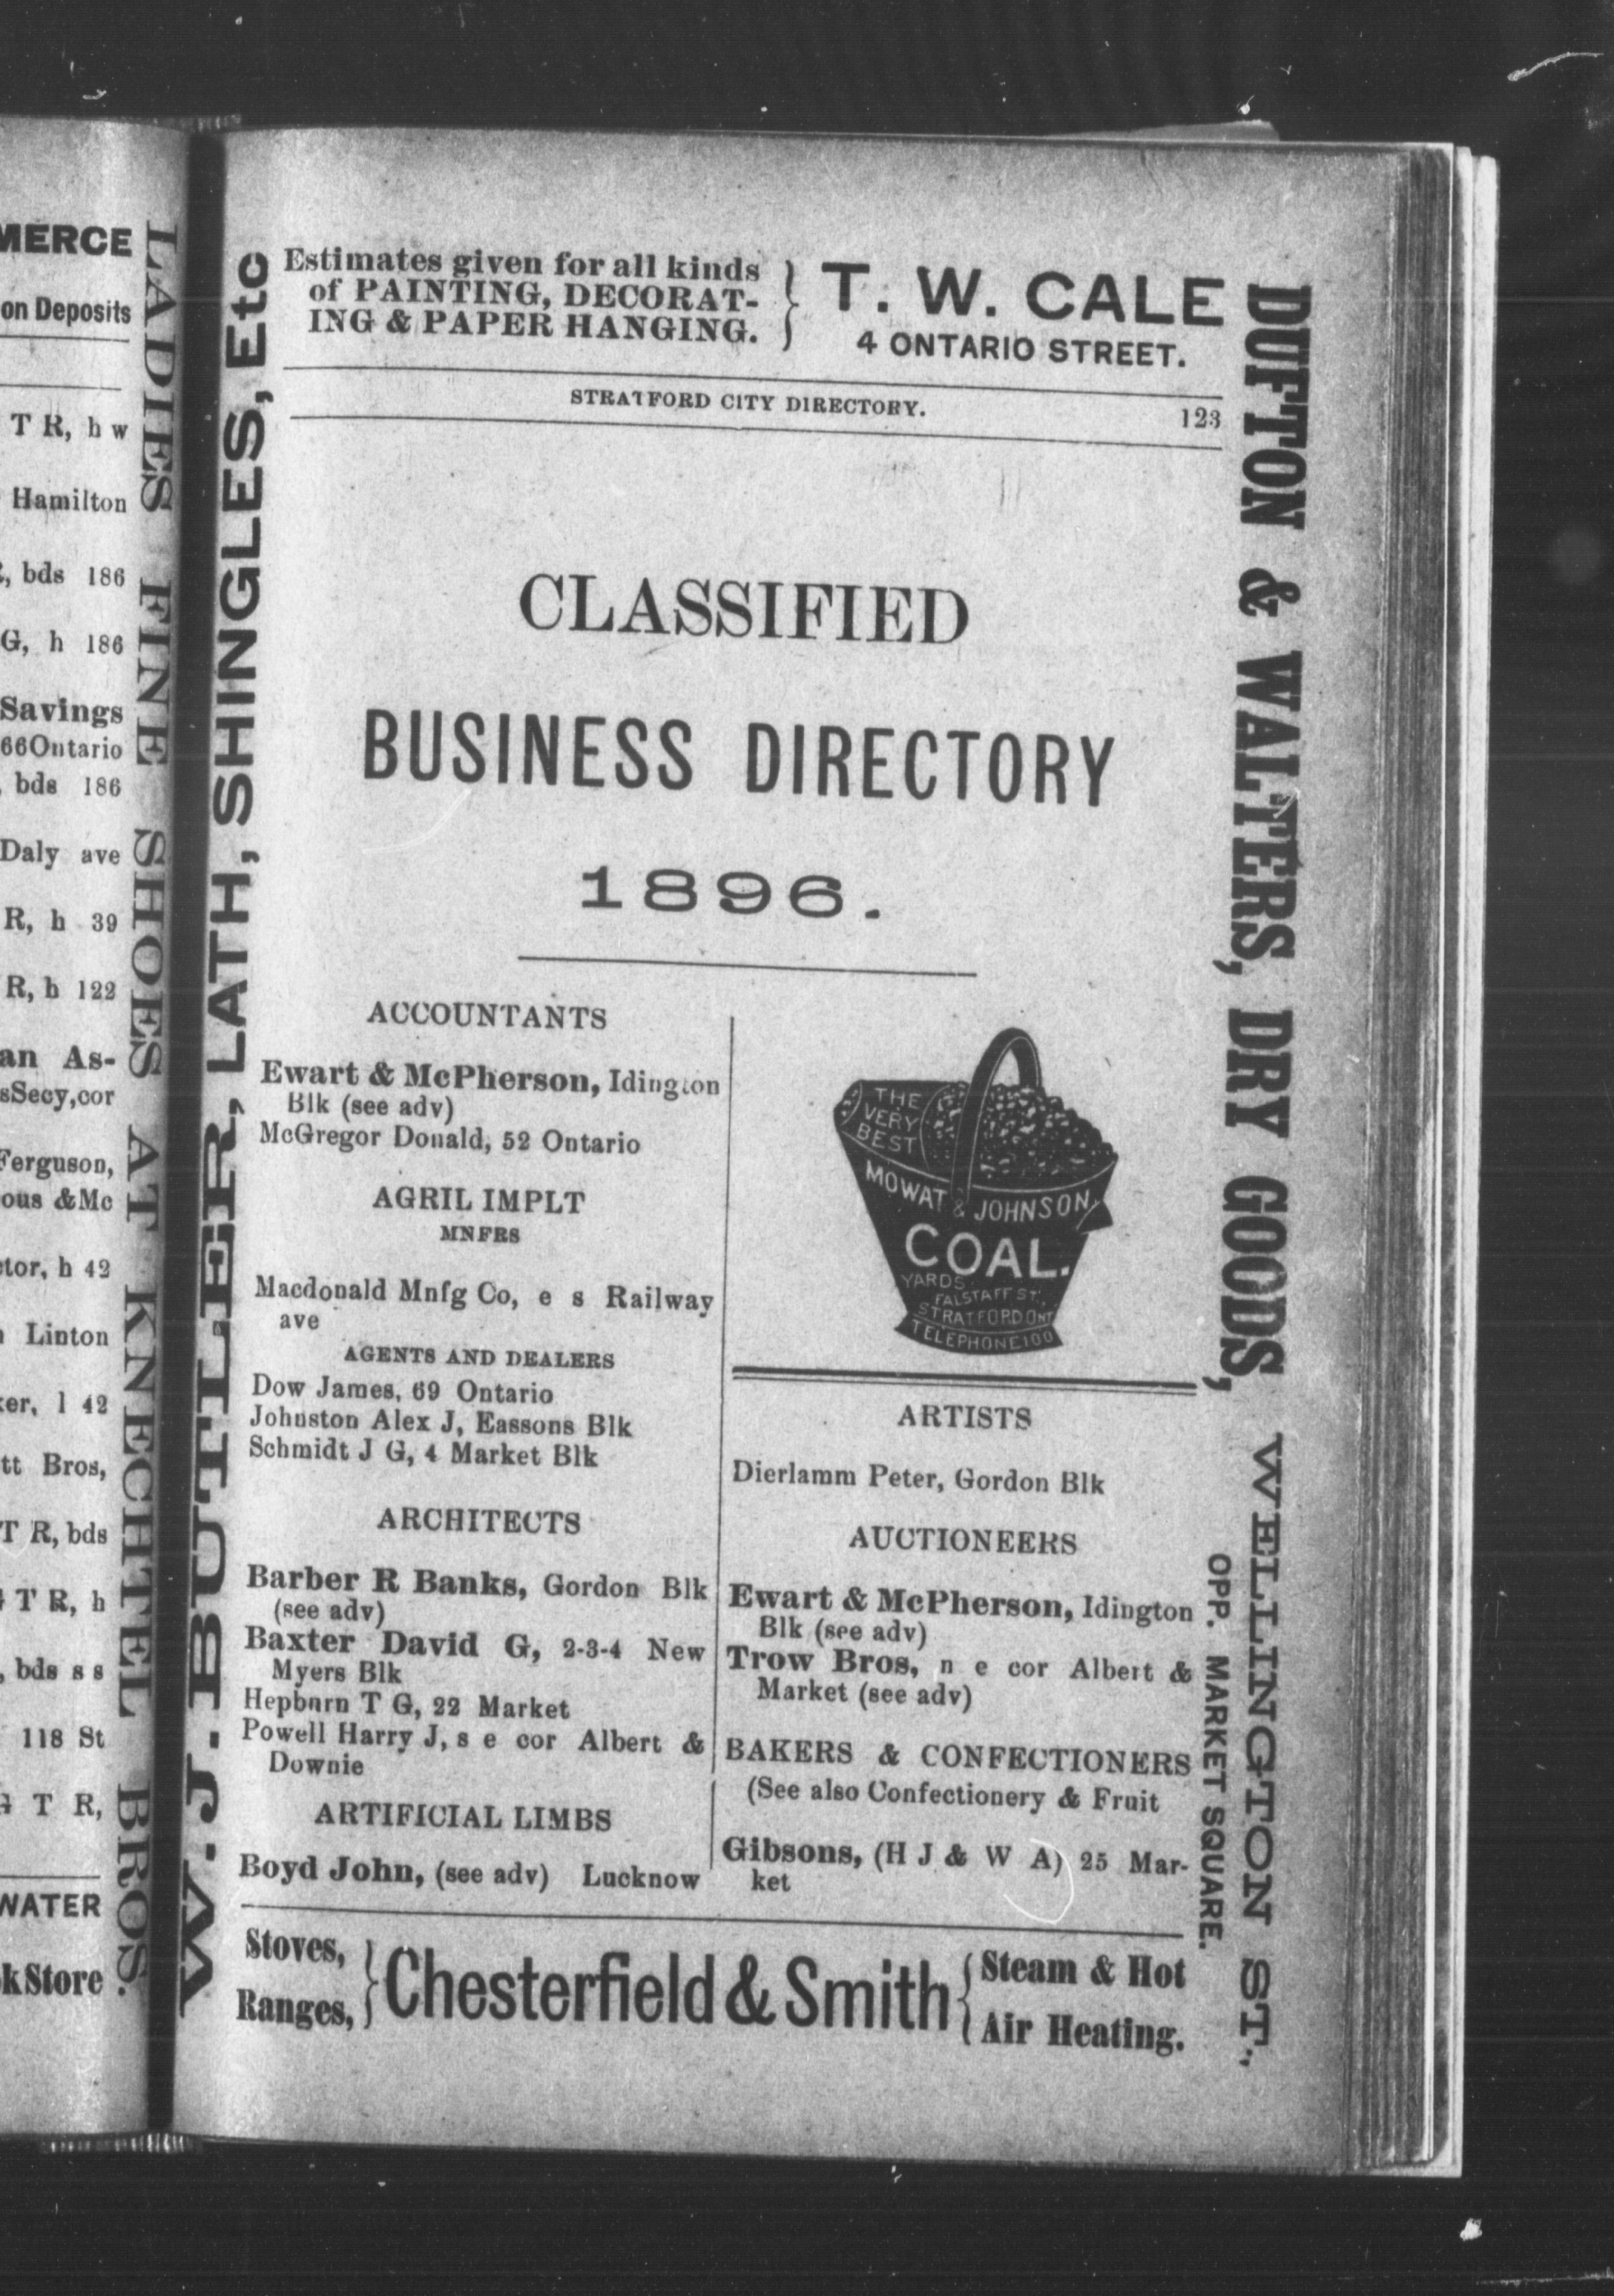 MERCE
on Deposits
T R, h w
Hamilton
bds 186
G, h 186
Savings
66Ontario
bds 186
Daly ave
R, h 39
R, h 122
an As-
sSecy,cor
Ferguson,
ous & Mc
tor, h 42
Linton
er, l 42
tt Bros,
T R, bds
T R, h
, bds s s
118 St
T R,
WATER
kStore
LADIES FINE SHOES AT KNECHTEL BROS.
W. J. BUTLER, LATH, SHINGLES, Etc
Estimates given for all kinds
of PAINTING, DECORAT-
ING & PAPER HANGING.
T. W. CALE
4 ONTARIO STREET.
STRATFORD CITY DIRECTORY.
123
CLASSIFIED
BUSINESS DIRECTORY
1896.
ACCOUNTANTS
Ewart & McPherson, Idington
Blk (see adv)
McGregor Donald, 52 Ontario
AGRIL IMPLT
MNFRS
Macdonald Mnfg Co, e s Railway
ave
AGENTS AND DEALERS
Dow James, 69 Ontario
Johnston Alex J, Eassons Blk
Schmidt J G, 4 Market Blk
ARCHITECTS
Barber R Banks, Gordon Blk
(see adv)
Baxter David G, 2-3-4 New
Myers Blk
Hepburn T G, 22 Market
Powell Harry J, s e cor Albert &
Downie
ARTIFICIAL LIMBS
Boyd John, (see adv) Lucknow
THE
VERY
BEST
MOWAT & JOHNSON
COAL.
YARDS
FALSTAFF ST.,
STRATFORD ONT
TELEPHONE 100
ARTISTS
Dierlamm Peter, Gordon Blk
AUCTIONEERS
Ewart & McPherson, Idington
Blk (see adv)
Trow Bros, n e cor Albert &
Market (see adv)
BAKERS & CONFECTIONERS
(See also Confectionery & Fruit
Gibsons, (H J & W A) 25 Mar-
ket
Stoves,
Ranges,
Chesterfield & Smith
Steam & Hot
Air Heating.
DUFTON & WALTERS, DRY GOODS,
WELLINGTON ST.,
OPP. MARKET SQUARE.